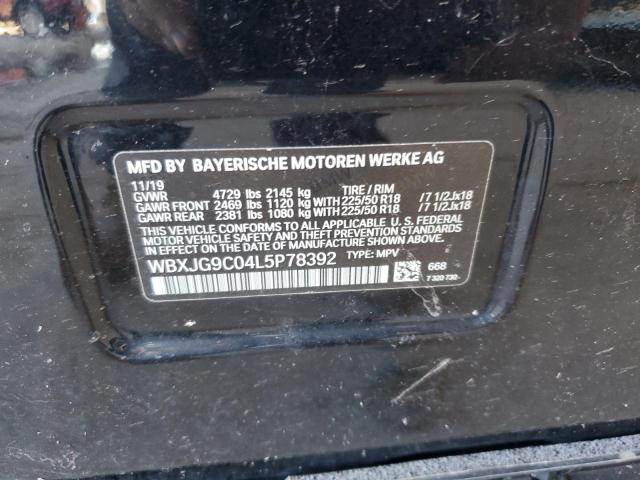 MFD BY BAYERISCHE MOTOREN WERKE AG
11/19
GVWR 4729 lbs 2145 kg TIRE / RIM
GAWR FRONT 2469 lbs 1120 kg WITH 225/50 R18 /7 1/2Jx18
GAWR REAR 2381 lbs 1080 kg WITH 225/50 R18 /7 1/2Jx18
THIS VEHICLE CONFORMS TO ALL APPLICABLE U.S. FEDERAL
MOTOR VEHICLE SAFETY STANDARDS IN EFFECT ON THE
DATE OF MANUFACTURE SHOWN ABOVE.
WBXJG9C04L5P78392 TYPE: MPV
668
7 320 730